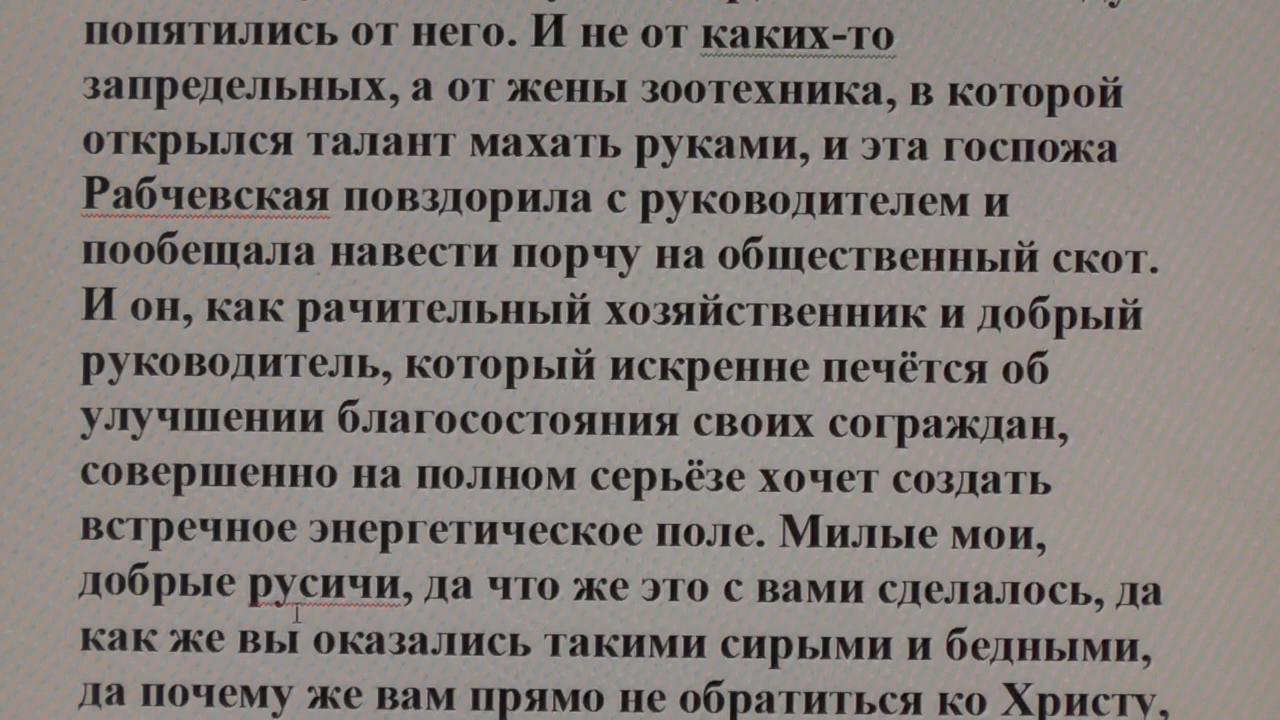 попятились от него. И не от каких-то
запредельных, а от жены зоотехника, в которой
открылся талант махать руками, и эта госпожа
Рабчевская повздорила с руководителем и
пообещала навести порчу на общественный скот.
И он, как рачительный хозяйственник и добрый
руководитель, который искренне печётся об
улучшении благосостояния своих сограждан,
совершенно на полном серьёзе хочет создать
встречное энергетическое поле. Милые мои,
добрые русичи, да что же это с вами сделалось, да
как же вы оказались такими сирыми и бедными,
да почему же вам прямо не обратиться ко Христу,